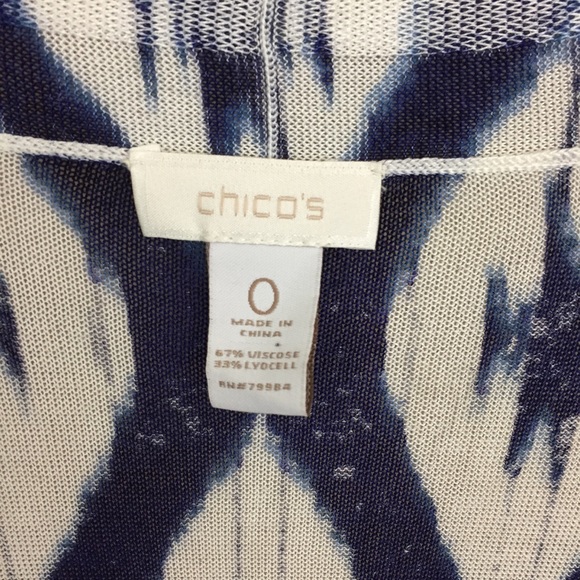 chico's
0
MADE IN
CHINA
67% VISCOSE
33% LYOCELL
RN#79984